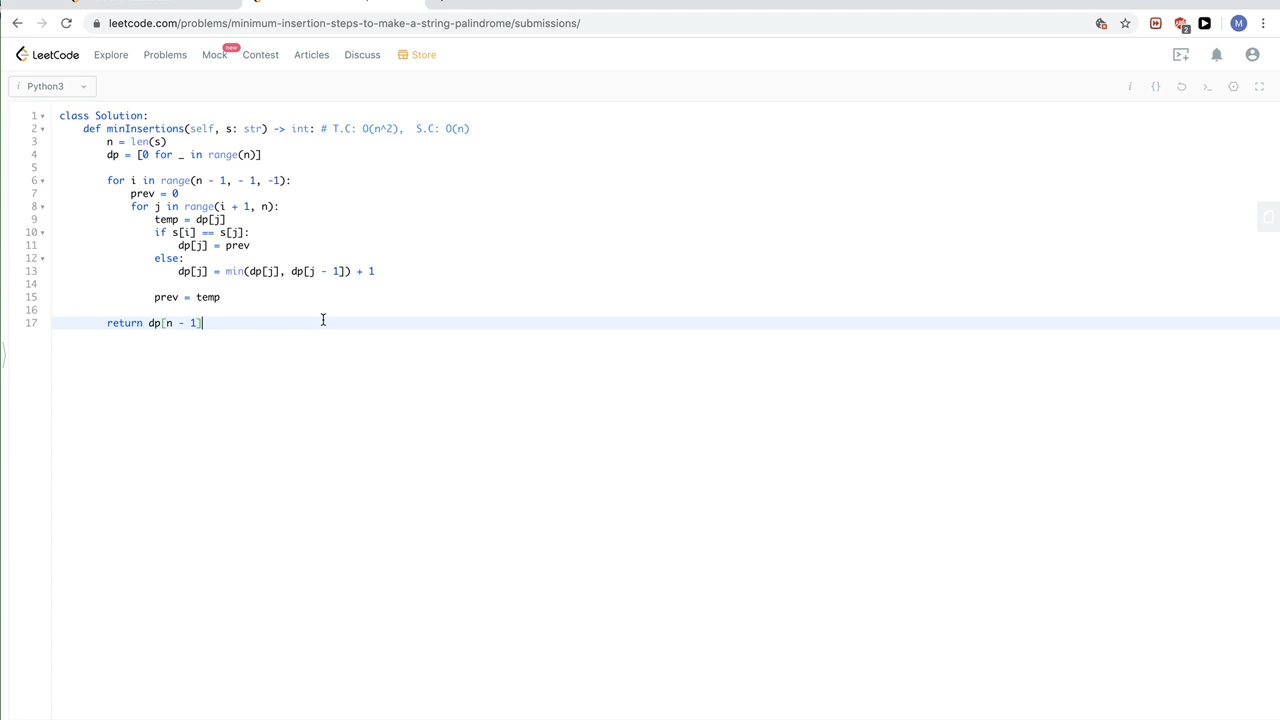 leetcode.com/problems/minimum-insertion-steps-to-make-a-string-palindrome/submissions/
2
M
LeetCode
Explore
Problems
Mock
new
Contest
Articles
Discuss
Store
i Python3
i {}
1 class Solution:
2 def minInsertions(self, s: str) -> int: # T.C: O(n^2), S.C: O(n)
3 n = len(s)
4 dp = [0 for _ in range(n)]
5
6 for i in range(n - 1, - 1, -1):
7 prev = 0
8 for j in range(i + 1, n):
9 temp = dp[j]
10 if s[i] == s[j]:
11 dp[j] = prev
12 else:
13 dp[j] = min(dp[j], dp[j - 1]) + 1
14
15 prev = temp
16
17 return dp[n - 1]